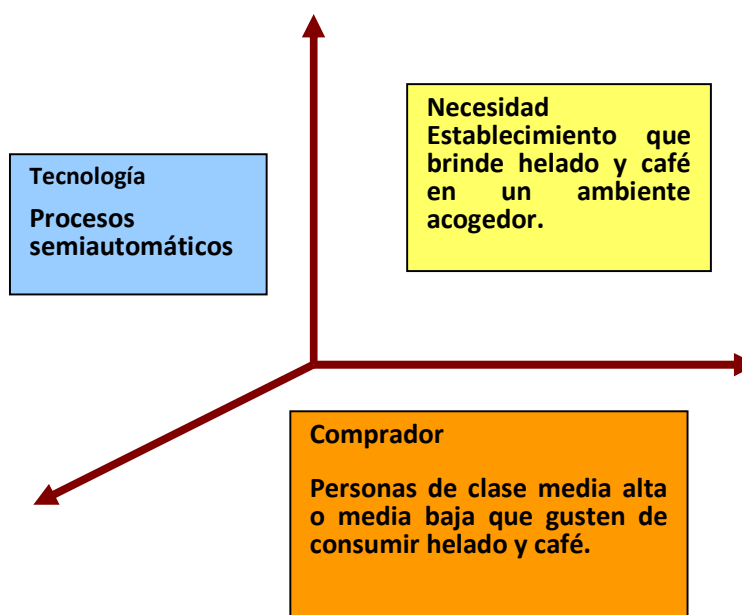 Tecnología
Procesos
semiautomáticos
Necesidad
Establecimiento que
brinde helado y café
en un ambiente
acogedor.
Comprador
Personas de clase media alta
o media baja que gusten de
consumir helado y café.